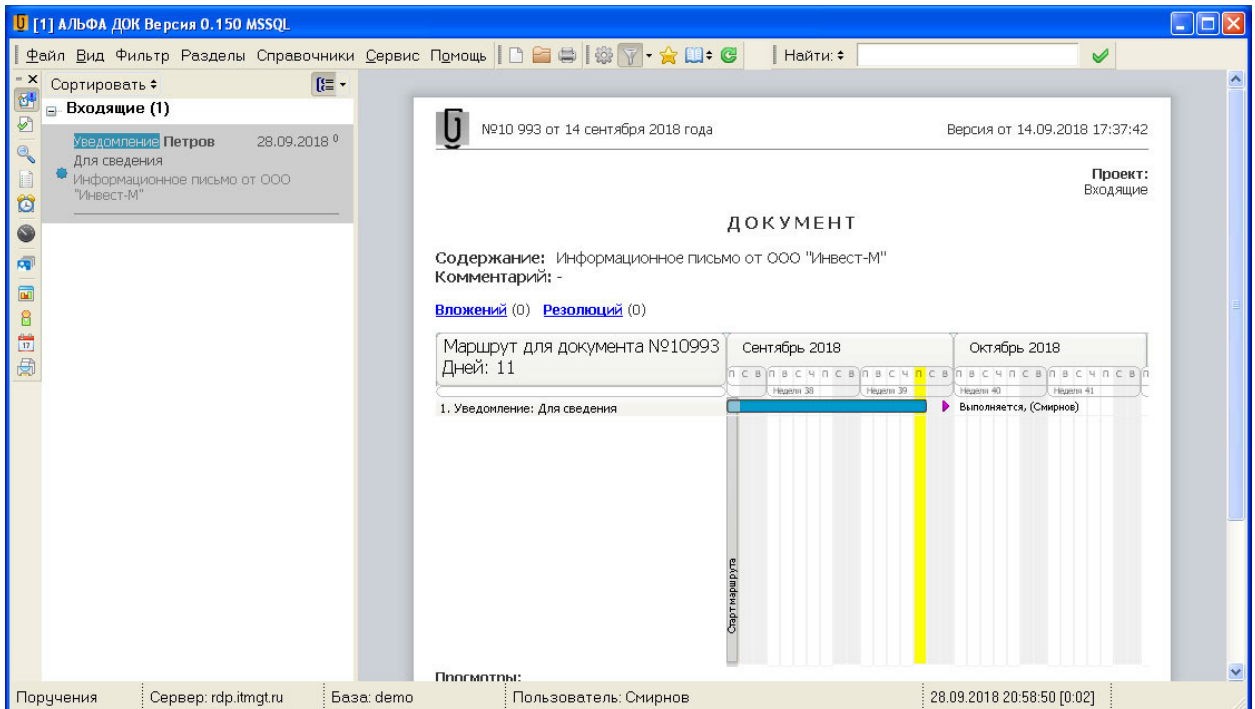 [1] АЛЬФА ДОК Версия 0.150 MSSQL
Файл Вид Фильтр Разделы Справочники Сервис Помощь Найти:
Сортировать
Входящие (1)
Уведомление Петров 28.09.2018 0
Для сведения
Информационное письмо от ООО
"Инвест-М"
17
№10 993 от 14 сентября 2018 года Версия от 14.09.2018 17:37:42
Проект:
Входящие
ДОКУМЕНТ
Содержание: Информационное письмо от ООО "Инвест-М"
Комментарий: -
Вложений (0) Резолюций (0)
Маршрут для документа №10993 Сентябрь 2018 Октябрь 2018
Дней: 11
П С В П В С Ч П С В П В С Ч П С В П В С Ч П С В П В С Ч П С В П
Неделя 38 Неделя 39 Неделя 40 Неделя 41
1. Уведомление: Для сведения Выполняется, (Смирнов)
Старт маршрута
Просмотры:
Поручения Сервер: rdp.itmgt.ru База: demo Пользователь: Смирнов 28.09.2018 20:58:50 [0:02]